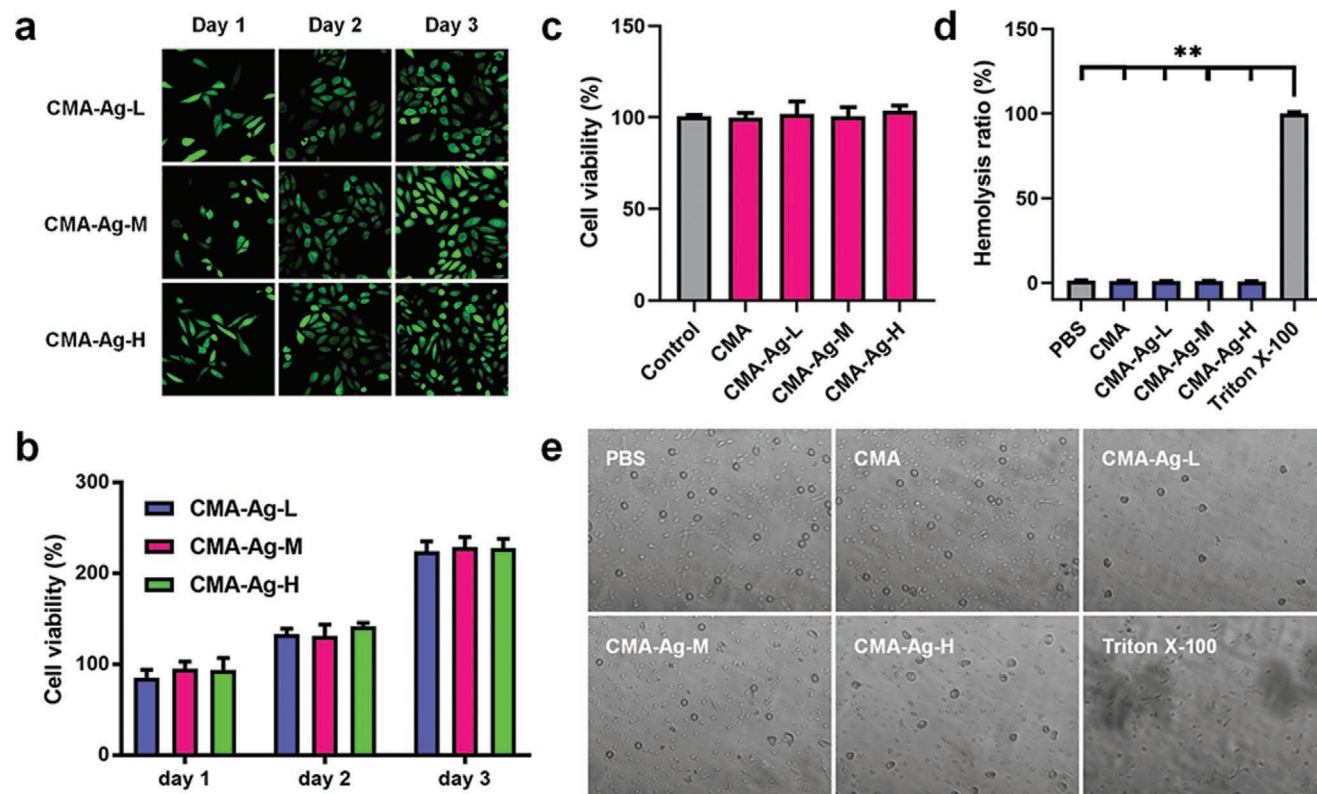 a
Day 1 Day 2 Day 3
CMA-Ag-L
CMA-Ag-M
CMA-Ag-H
b
Cell viability (%)
300
200
100
0
CMA-Ag-L
CMA-Ag-M
CMA-Ag-H
day 1 day 2 day 3
c
Cell viability (%)
150
100
50
0
Control CMA CMA-Ag-L CMA-Ag-M CMA-Ag-H
d
Hemolysis ratio (%)
150
100
50
0
**
PBS CMA CMA-Ag-L CMA-Ag-M CMA-Ag-H Triton X-100
e
PBS CMA CMA-Ag-L
CMA-Ag-M CMA-Ag-H Triton X-100